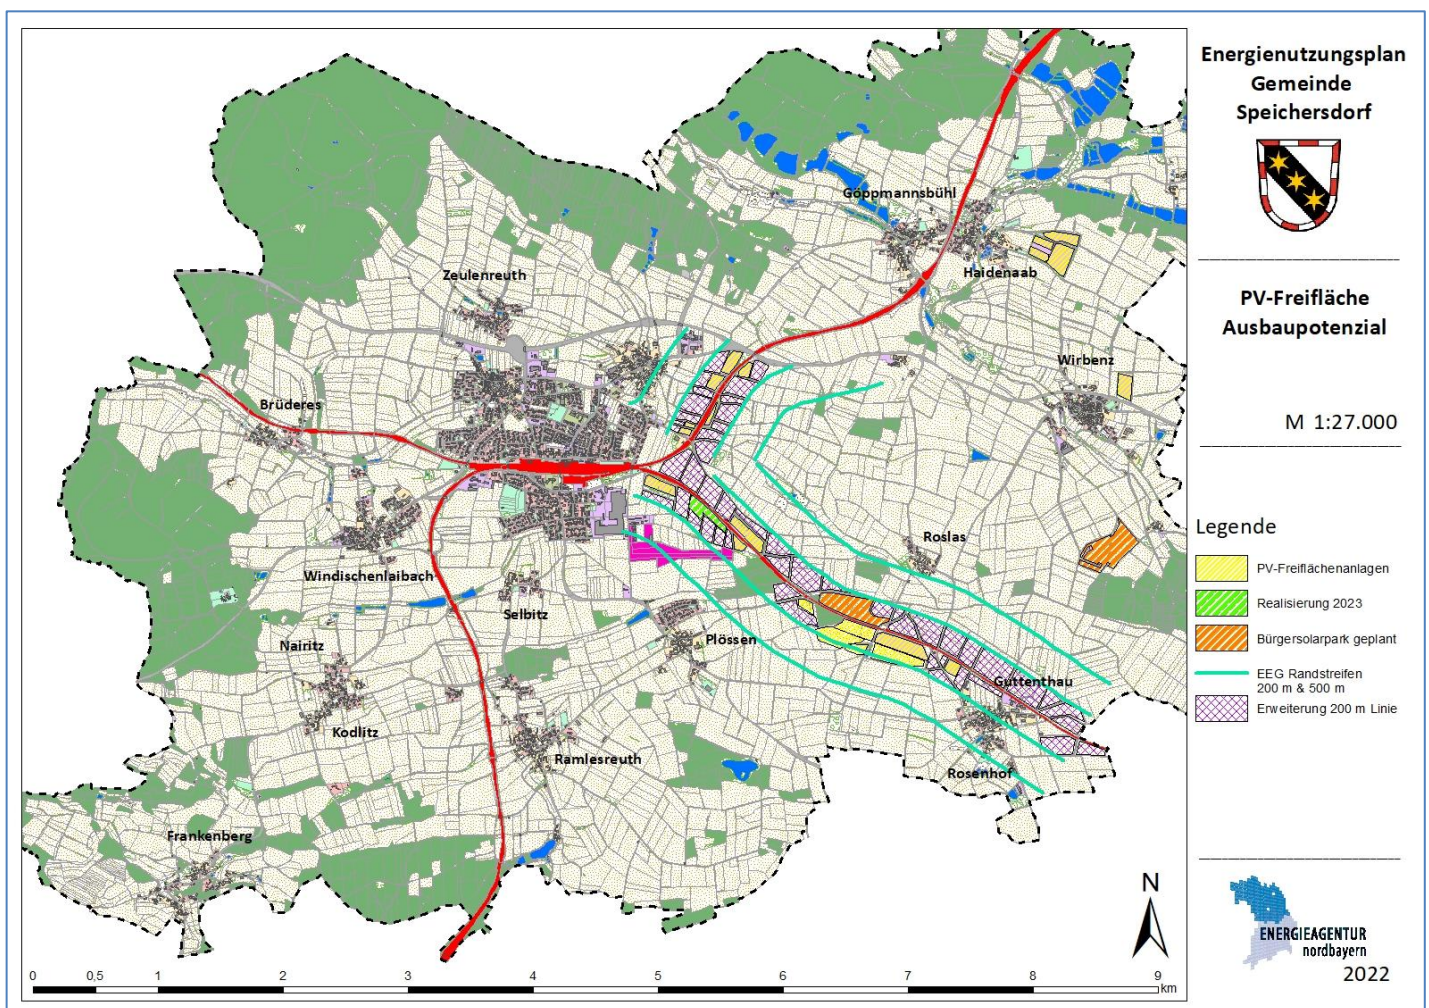 Energienutzungsplan
Gemeinde
Speichersdorf
PV-Freifläche
Ausbaupotenzial
M 1:27.000
Legende
PV-Freiflächenanlagen
Realisierung 2023
Bürgersolarpark geplant
EEG Randstreifen
200 m & 500 m
Erweiterung 200 m Linie
ENERGIEAGENTUR
nordbayern
2022
Göppmannsbühl
Haidenaab
Zeulenreuth
Wirbenz
Brüderes
Roslas
Windischenlaibach
Selbitz
Plössen
Nairitz
Guttenthau
Kodlitz
Ramlesreuth
Rosenhof
Frankenberg
N
0 0,5 1 2 3 4 5 6 7 8 9
km